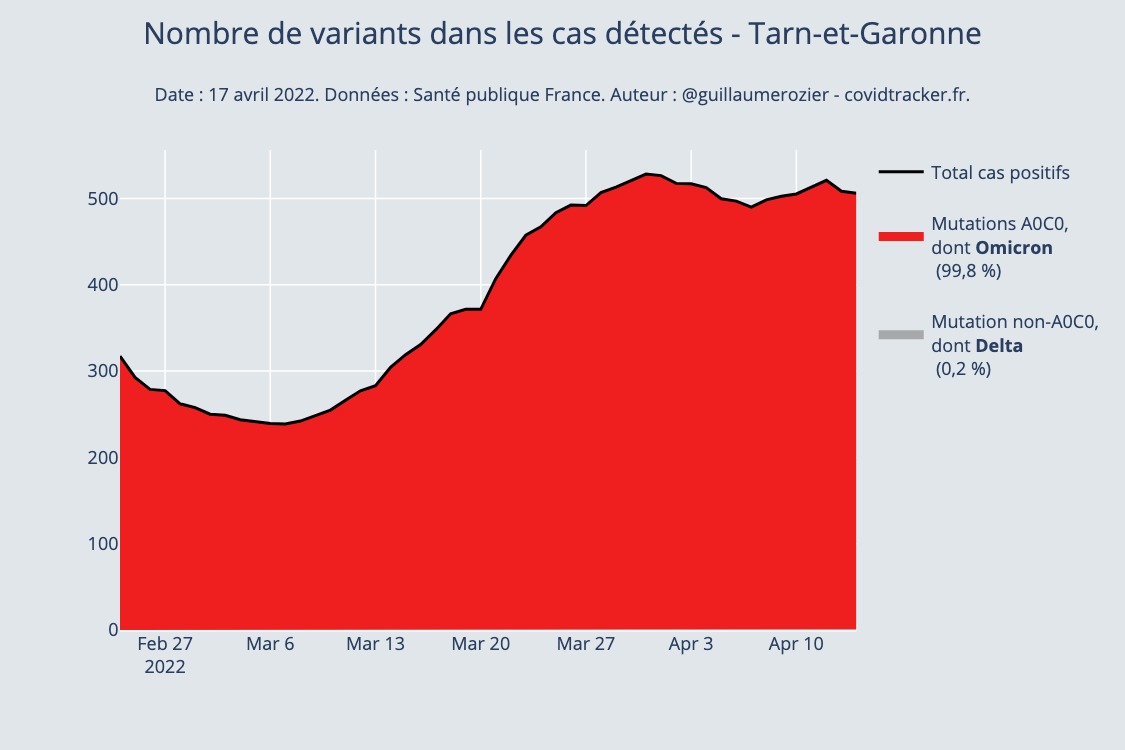 Nombre de variants dans les cas détectés - Tarn-et-Garonne
Date : 17 avril 2022. Données : Santé publique France. Auteur : @guillaumerozier - covidtracker.fr.
500
400
300
200
100
0
Feb 27
2022
Mar 6
Mar 13
Mar 20
Mar 27
Apr 3
Apr 10
Total cas positifs
Mutations A0C0,
dont Omicron
(99,8 %)
Mutation non-A0C0,
dont Delta
(0,2 %)